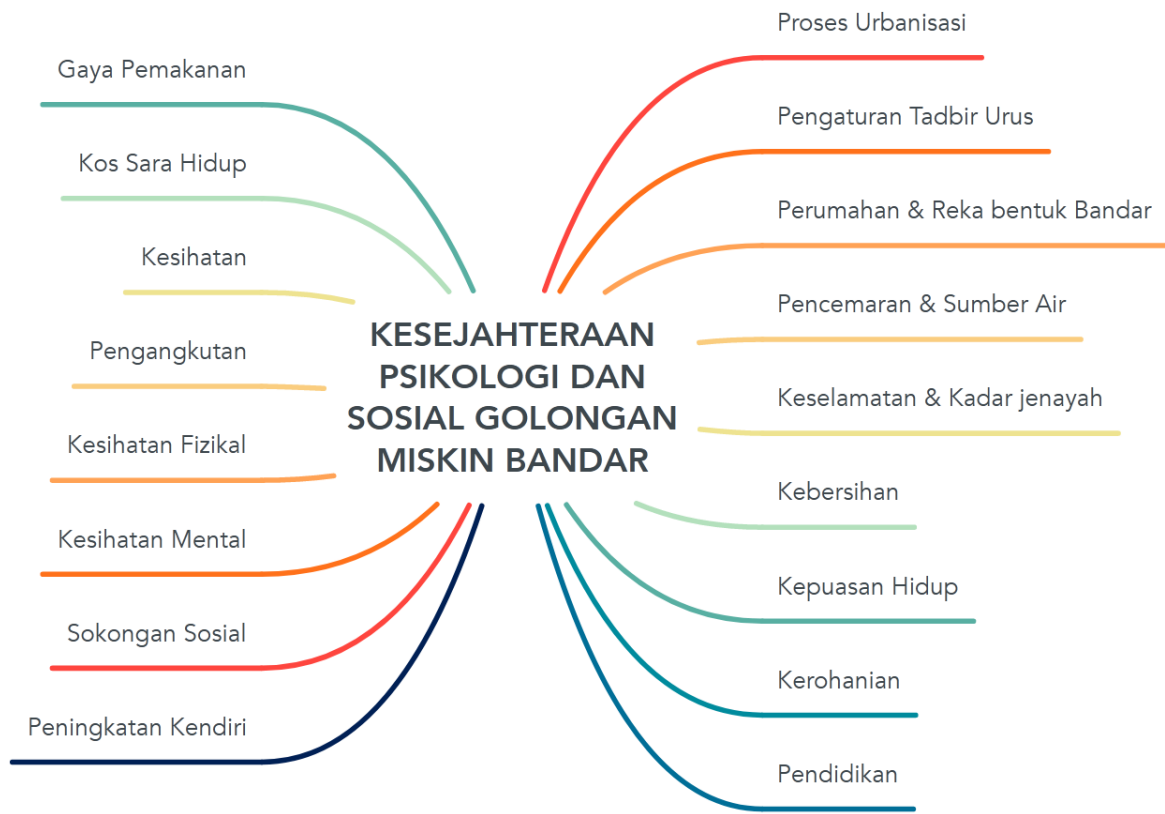 KESEJAHTERAAN
PSIKOLOGI DAN
SOSIAL GOLONGAN
MISKIN BANDAR
Proses Urbanisasi
Pengaturan Tadbir Urus
Perumahan & Reka bentuk Bandar
Pencemaran & Sumber Air
Keselamatan & Kadar jenayah
Kebersihan
Kepuasan Hidup
Kerohanian
Pendidikan
Gaya Pemakanan
Kos Sara Hidup
Kesihatan
Pengangkutan
Kesihatan Fizikal
Kesihatan Mental
Sokongan Sosial
Peningkatan Kendiri